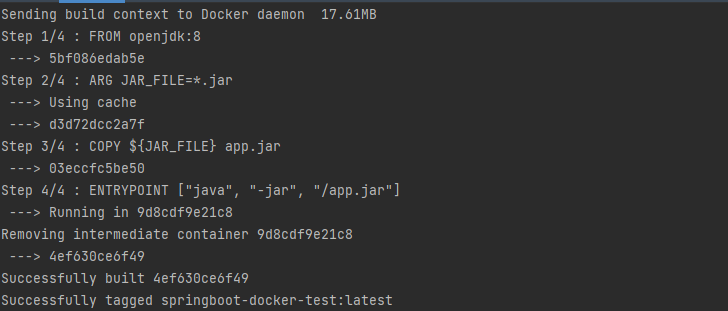 Sending build context to Docker daemon  17.61MB
Step 1/4 : FROM openjdk:8
 ---> 5bf086edab5e
Step 2/4 : ARG JAR_FILE=*.jar
 ---> Using cache
 ---> d3d72dcc2a7f
Step 3/4 : COPY ${JAR_FILE} app.jar
 ---> 03eccfc5be50
Step 4/4 : ENTRYPOINT ["java", "-jar", "/app.jar"]
 ---> Running in 9d8cdf9e21c8
Removing intermediate container 9d8cdf9e21c8
 ---> 4ef630ce6f49
Successfully built 4ef630ce6f49
Successfully tagged springboot-docker-test:latest